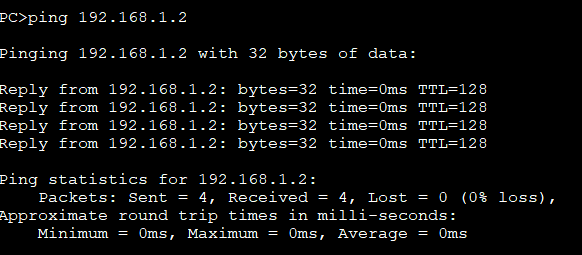 PC>ping 192.168.1.2
Pinging 192.168.1.2 with 32 bytes of data:
Reply from 192.168.1.2: bytes=32 time=0ms TTL=128
Reply from 192.168.1.2: bytes=32 time=0ms TTL=128
Reply from 192.168.1.2: bytes=32 time=0ms TTL=128
Reply from 192.168.1.2: bytes=32 time=0ms TTL=128
Ping statistics for 192.168.1.2:
Packets: Sent = 4, Received = 4, Lost = 0 (0% loss),
Approximate round trip times in milli-seconds:
Minimum = 0ms, Maximum = 0ms, Average = 0ms